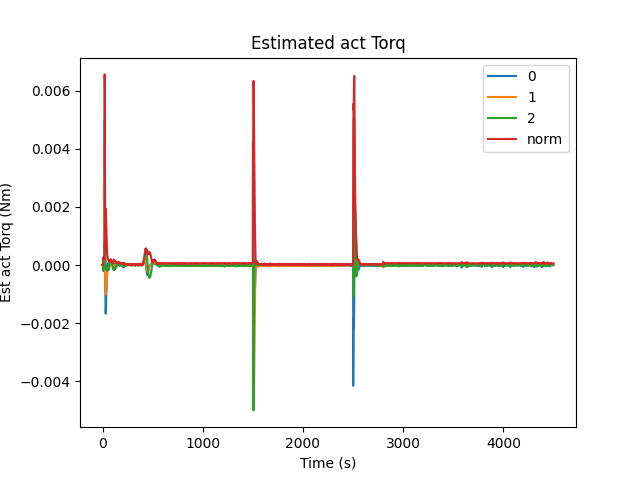 Estimated act Torq
Est act Torq (Nm)
0.006
0.004
0.002
0.000
−0.002
−0.004
0
1
2
norm
0 1000 2000 3000 4000
Time (s)